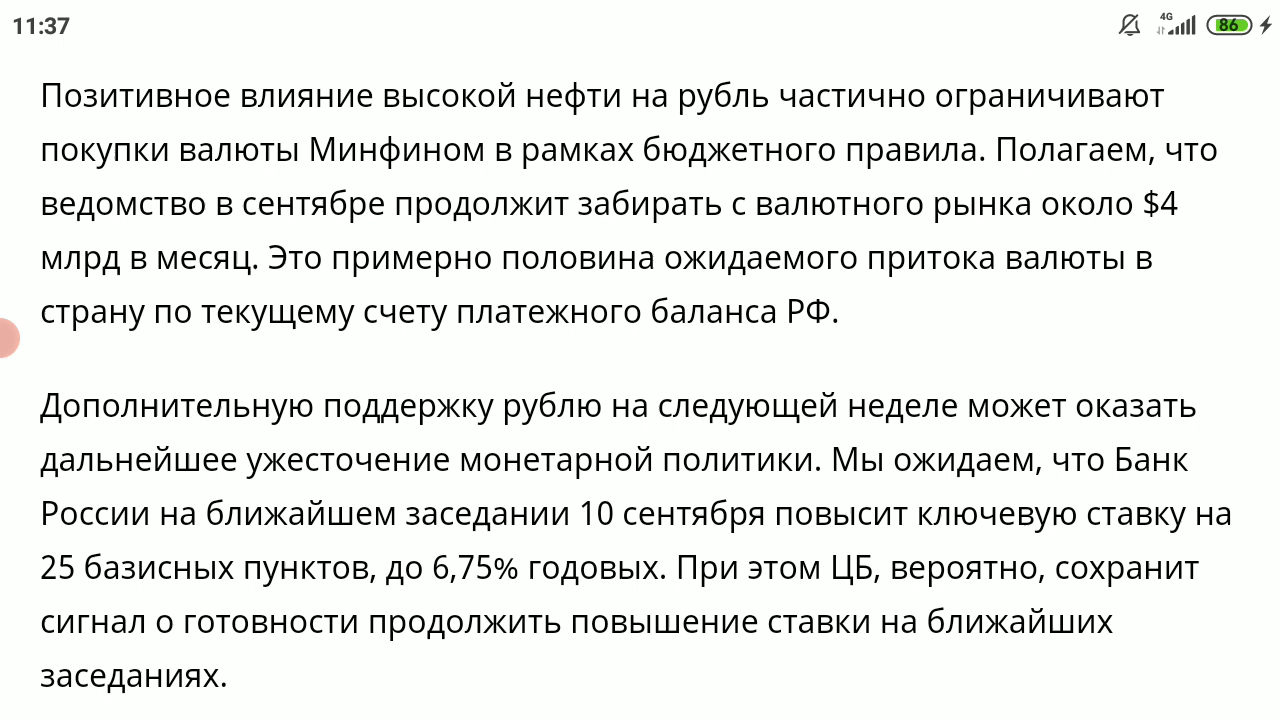 11:37
4G
86
Позитивное влияние высокой нефти на рубль частично ограничивают
покупки валюты Минфином в рамках бюджетного правила. Полагаем, что
ведомство в сентябре продолжит забирать с валютного рынка около $4
млрд в месяц. Это примерно половина ожидаемого притока валюты в
страну по текущему счету платежного баланса РФ.
Дополнительную поддержку рублю на следующей неделе может оказать
дальнейшее ужесточение монетарной политики. Мы ожидаем, что Банк
России на ближайшем заседании 10 сентября повысит ключевую ставку на
25 базисных пунктов, до 6,75% годовых. При этом ЦБ, вероятно, сохранит
сигнал о готовности продолжить повышение ставки на ближайших
заседаниях.